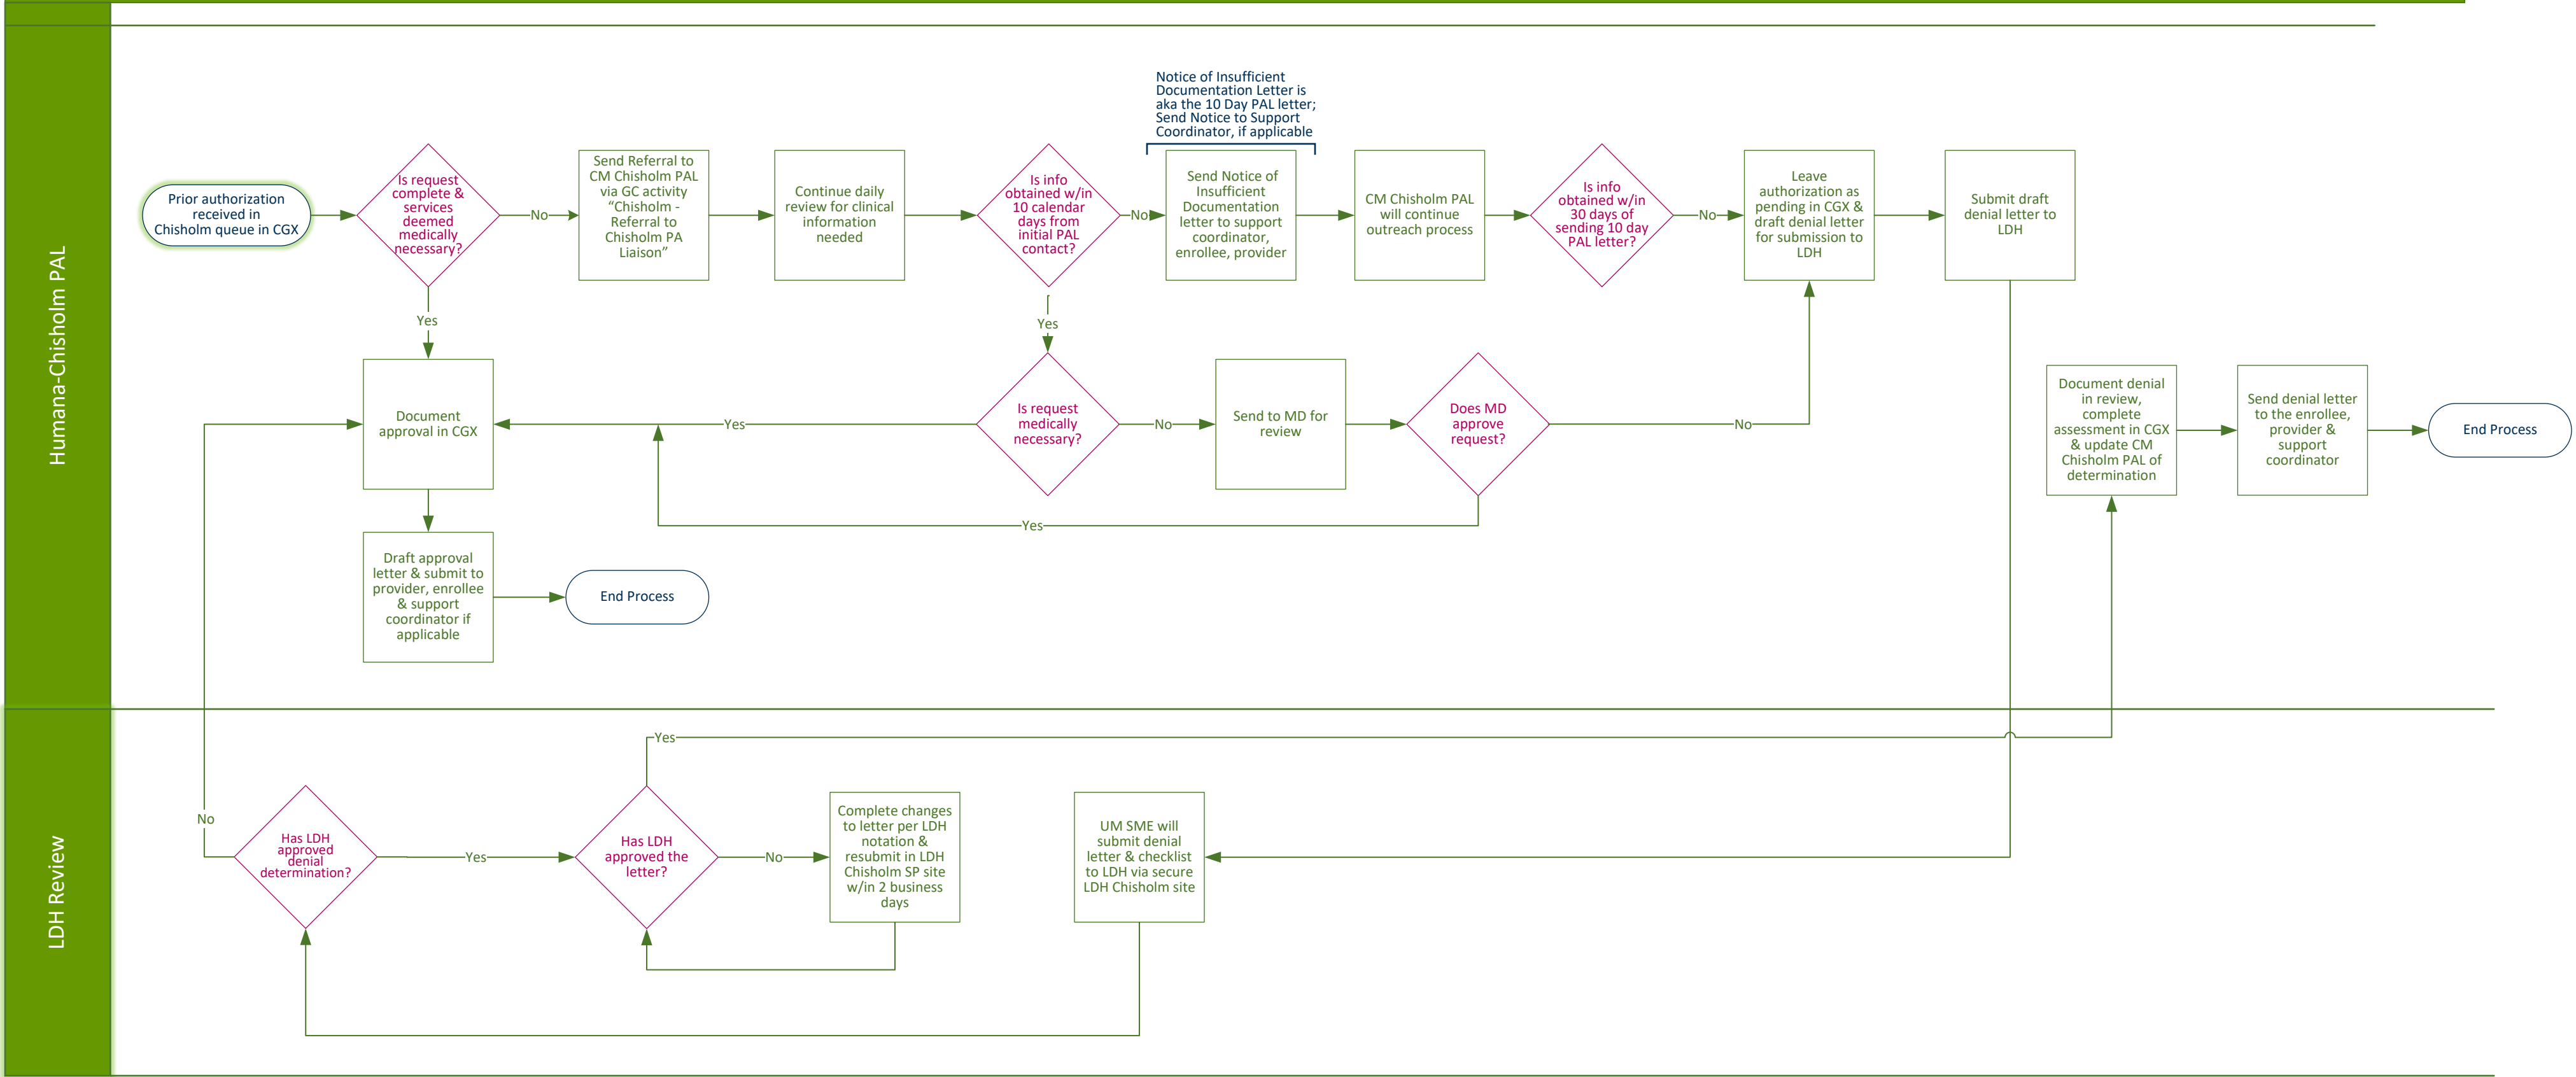 Humana-Chisholm PAL
Notice of Insufficient
Documentation Letter is
aka the 10 Day PAL letter;
Send Notice to Support
Coordinator, if applicable
Prior authorization
received in
Chisholm queue in CGX
Is request
complete &
services
deemed
medically
necessary?
No
Send Referral to
CM Chisholm PAL
via GC activity
“Chisholm -
Referral to
Chisholm PA
Liaison”
Continue daily
review for clinical
information
needed
Is info
obtained w/in
10 calendar
days from
initial PAL
contact?
No
Send Notice of
Insufficient
Documentation
letter to support
coordinator,
enrollee, provider
CM Chisholm PAL
will continue
outreach process
Is info
obtained w/in
30 days of
sending 10 day
PAL letter?
No
Leave
authorization as
pending in CGX &
draft denial letter
for submission to
LDH
Submit draft
denial letter to
LDH
Yes
Yes
Document
approval in CGX
Yes
Is request
medically
necessary?
No
Send to MD for
review
Does MD
approve
request?
No
Document denial
in review,
complete
assessment in CGX
& update CM
Chisholm PAL of
determination
Send denial letter
to the enrollee,
provider &
support
coordinator
End Process
Yes
Draft approval
letter & submit to
provider, enrollee
& support
coordinator if
applicable
End Process
LDH Review
Yes
No
Has LDH
approved
denial
determination?
Yes
Has LDH
approved the
letter?
No
Complete changes
to letter per LDH
notation &
resubmit in LDH
Chisholm SP site
w/in 2 business
days
UM SME will
submit denial
letter & checklist
to LDH via secure
LDH Chisholm site